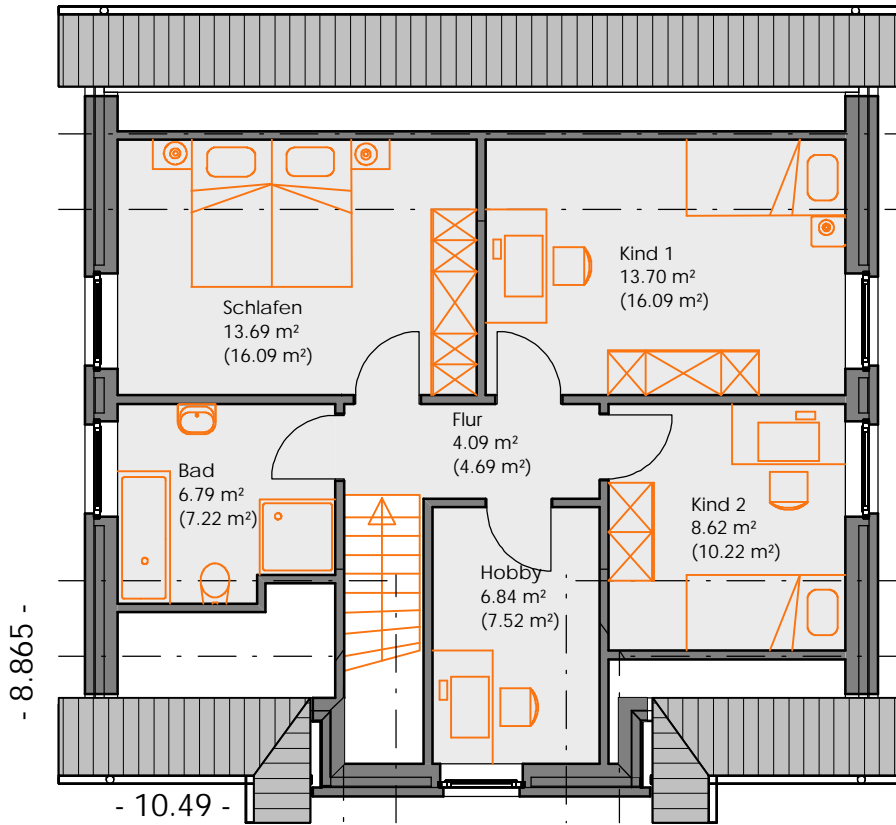 Schlafen
13.69 m²
(16.09 m²)
Kind 1
13.70 m²
(16.09 m²)
Flur
4.09 m²
(4.69 m²)
Bad
6.79 m²
(7.22 m²)
Kind 2
8.62 m²
(10.22 m²)
Hobby
6.84 m²
(7.52 m²)
- 8.865 -
- 10.49 -